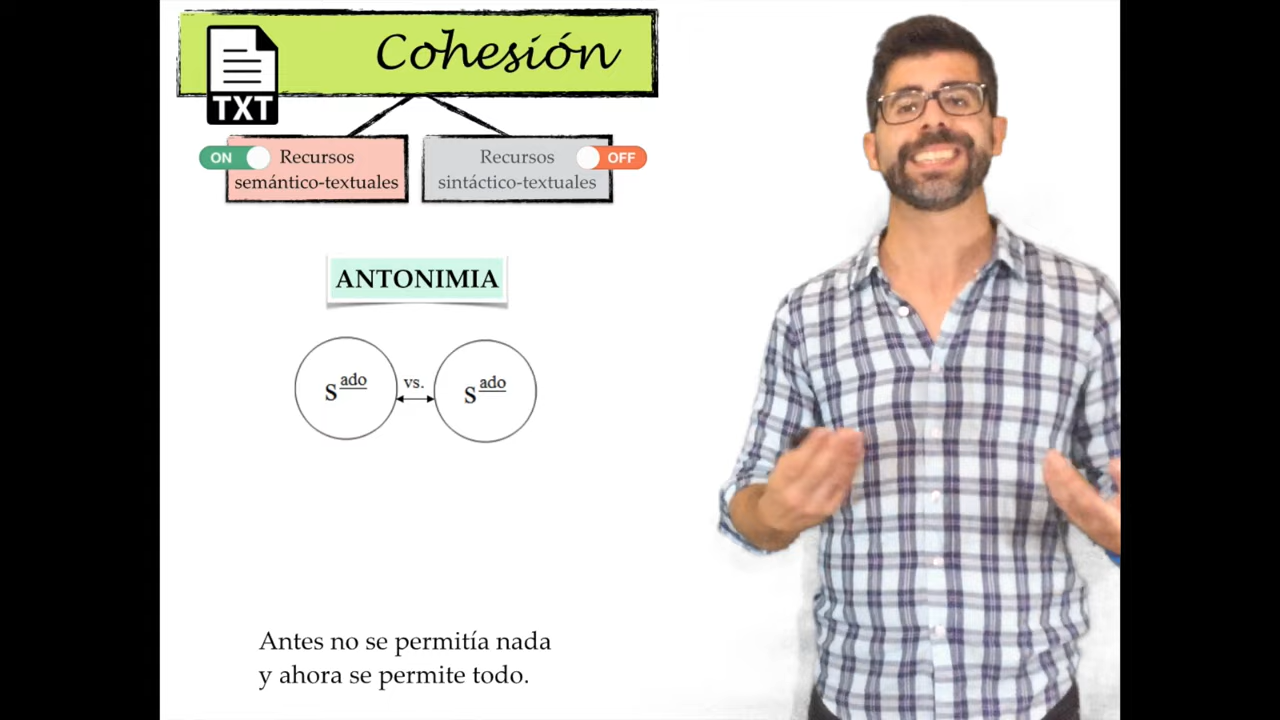 Cohesión
TXT
ON
Recursos
semántico-textuales
Recursos
sintáctico-textuales
OFF
ANTONIMIA
s ado
vs.
s ado
Antes no se permitía nada
y ahora se permite todo.